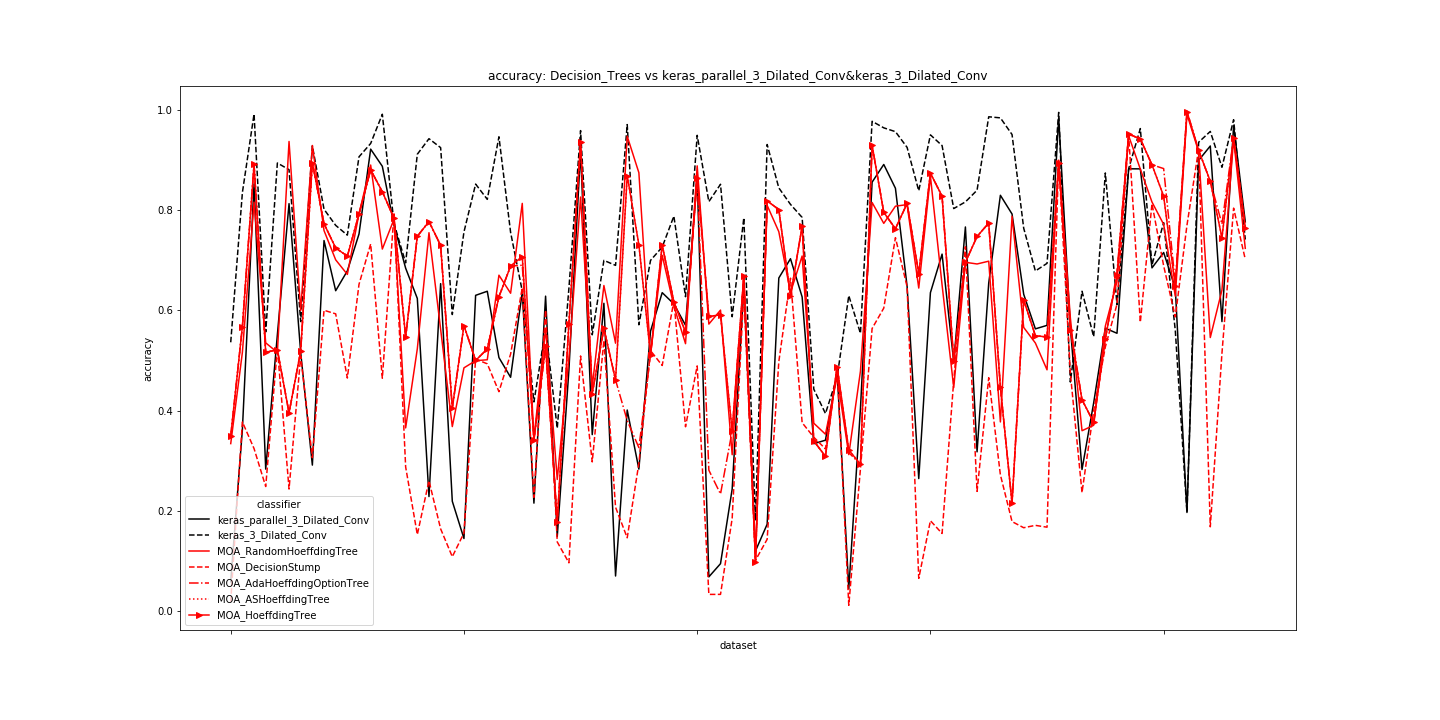 accuracy: Decision_Trees vs keras_parallel_3_Dilated_Conv&keras_3_Dilated_Conv
1.0
0.8
0.6
0.4
0.2
0.0
accuracy
classifier
keras_parallel_3_Dilated_Conv
keras_3_Dilated_Conv
MOA_RandomHoeffdingTree
MOA_DecisionStump
MOA_AdaHoeffdingOptionTree
MOA_ASHoeffdingTree
MOA_HoeffdingTree
dataset